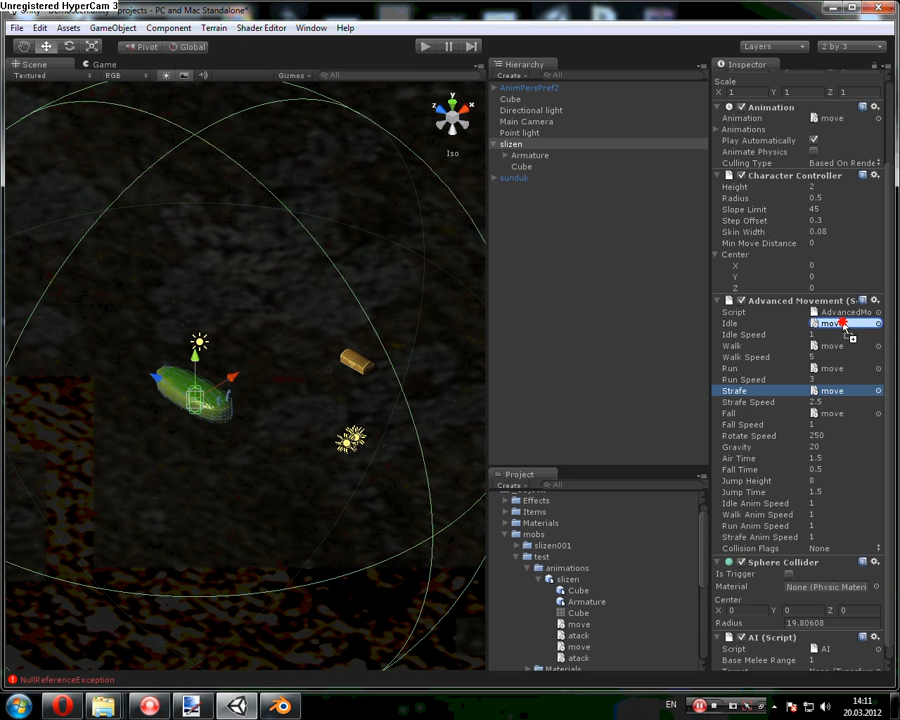 Unregistered HyperCam 3
projects - PC and Mac Standalone*
File Edit Assets GameObject Component Terrain Shader Editor Window Help
Pivot Global Layers 2 by 3
Scene Game
Textured RGB Gizmos All
Hierarchy
Create All
AnimPersPref2
Cube
Directional light
Main Camera
Point light
slizen
Armature
Cube
sunduk
Project
Create All
Effects
Items
Materials
mobs
slizen001
test
animations
slizen
Cube
Armature
Cube
move
atack
move
atack
Materials
Inspector
Scale
X 1 Y 1 Z 1
Animation
Animation move
Animations
Play Automatically
Animate Physics
Culling Type Based On Rende
Character Controller
Height 2
Radius 0.5
Slope Limit 45
Step Offset 0.3
Skin Width 0.08
Min Move Distance 0
Center
X 0
Y 0
Z 0
Advanced Movement (S
Script AdvancedMo
Idle move
Idle Speed 1
Walk move
Walk Speed 5
Run move
Run Speed 3
Strafe move
Strafe Speed 2.5
Fall move
Fall Speed 1
Rotate Speed 250
Gravity 20
Air Time 1.5
Fall Time 0.5
Jump Height 8
Jump Time 1.5
Idle Anim Speed 1
Walk Anim Speed 1
Run Anim Speed 1
Strafe Anim Speed 1
Collision Flags None
Sphere Collider
Is Trigger
Material None (Physic Materi
Center
X 0 Y 0 Z 0
Radius 19.80608
AI (Script)
Script AI
Base Melee Range 1
z x y
Iso
NullReferenceException
EN
14:11
20.03.2012